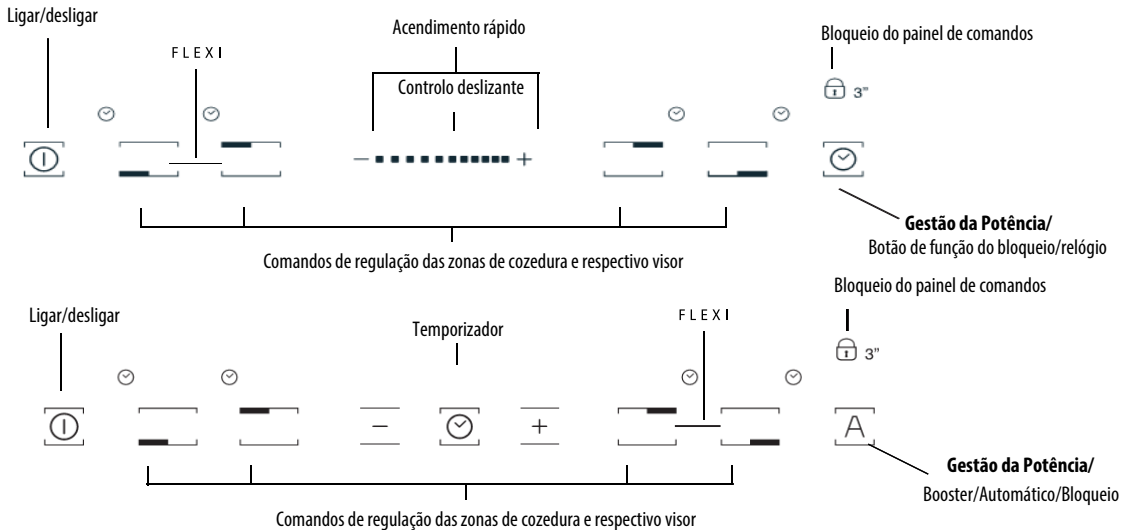 Ligar/desligar
FLEXI
Acendimento rápido
Controlo deslizante
Bloqueio do painel de comandos
3"
− +
Gestão da Potência/
Botão de função do bloqueio/relógio
Comandos de regulação das zonas de cozedura e respectivo visor
Ligar/desligar
Temporizador
FLEXI
Bloqueio do painel de comandos
3"
− + A
Gestão da Potência/
Booster/Automático/Bloqueio
Comandos de regulação das zonas de cozedura e respectivo visor